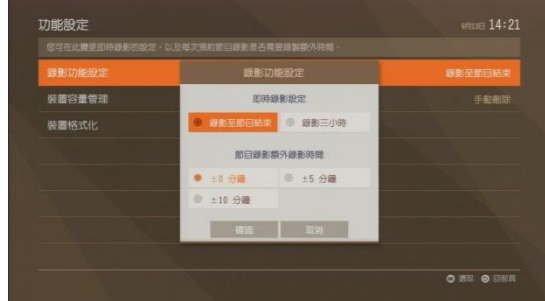 功能設定
8月13日 14:21
您可在此變更即時錄影的設定,以及每次預約節目錄影是否需要錄製額外時間。
錄影功能設定
錄影至節目結束
裝置容量管理
手動刪除
裝置格式化
錄影功能設定
即時錄影設定
錄影至節目結束
錄影三小時
節目錄影額外錄影時間
±0 分鐘
±5 分鐘
±10 分鐘
確認
取消
選取
回前頁